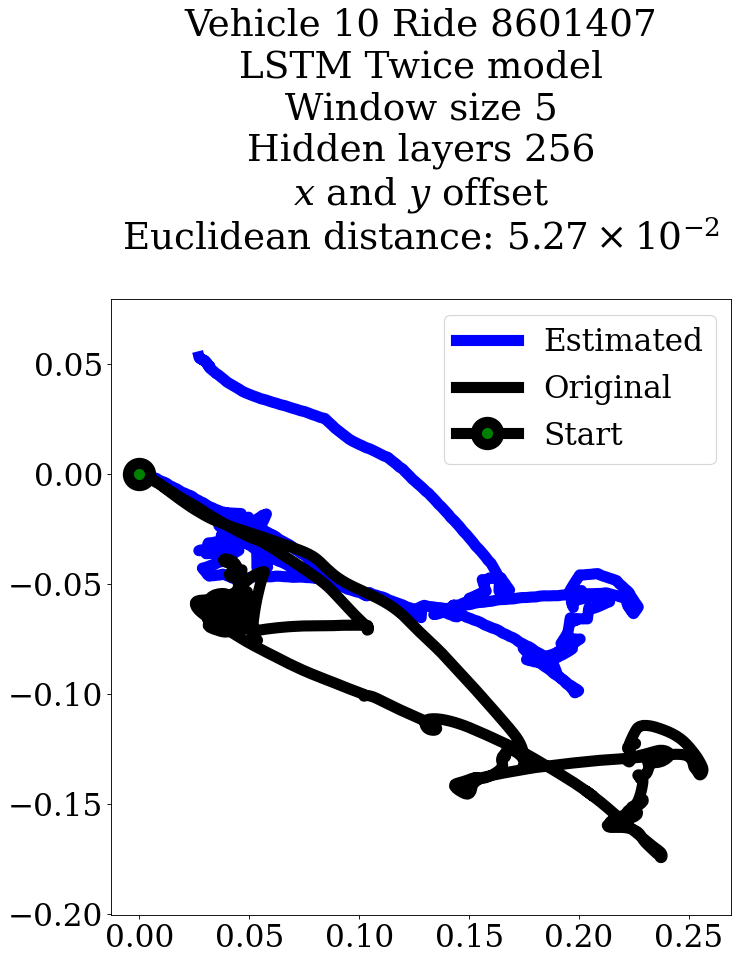 Vehicle 10 Ride 8601407
LSTM Twice model
Window size 5
Hidden layers 256
x and y offset
Euclidean distance: 5.27 × 10⁻²
Estimated
Original
Start
0.05
0.00
−0.05
−0.10
−0.15
−0.20
0.00 0.05 0.10 0.15 0.20 0.25